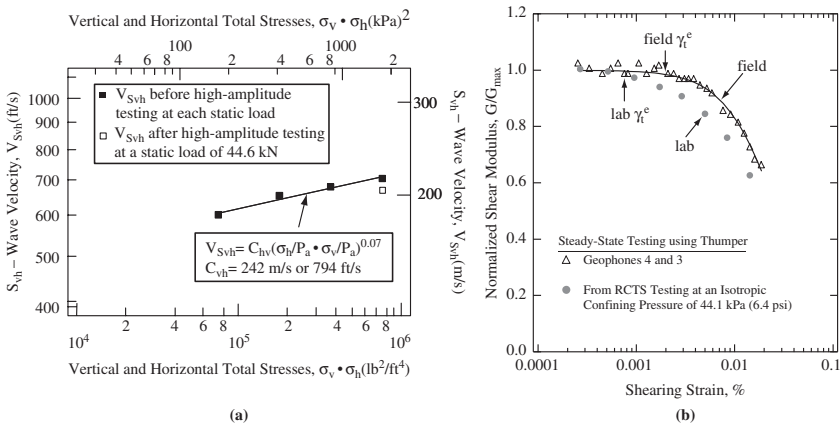 Vertical and Horizontal Total Stresses, σv • σh(kPa)2
4 6 8 100 2 4 6 8 1000 2
1100
1000
900
800
700
600
500
400
Svh – Wave Velocity, VSvh(ft/s)
300
200
Svh – Wave Velocity, VSvh(m/s)
VSvh before high-amplitude
testing at each static load
VSvh after high-amplitude testing
at a static load of 44.6 kN
VSvh= Chv(σh/Pa • σv/Pa)0.07
Cvh= 242 m/s or 794 ft/s
104 2 4 6 8 105 2 4 6 8 106
Vertical and Horizontal Total Stresses, σv • σh(lb2/ft4)
(a)
1.2
1.0
0.8
0.6
0.4
0.2
0.0
Normalized Shear Modulus, G/Gmax
field γte
field
lab γte
lab
Steady-State Testing using Thumper
Geophones 4 and 3
From RCTS Testing at an Isotropic
Confining Pressure of 44.1 kPa (6.4 psi)
0.0001 0.001 0.01 0.1
Shearing Strain, %
(b)